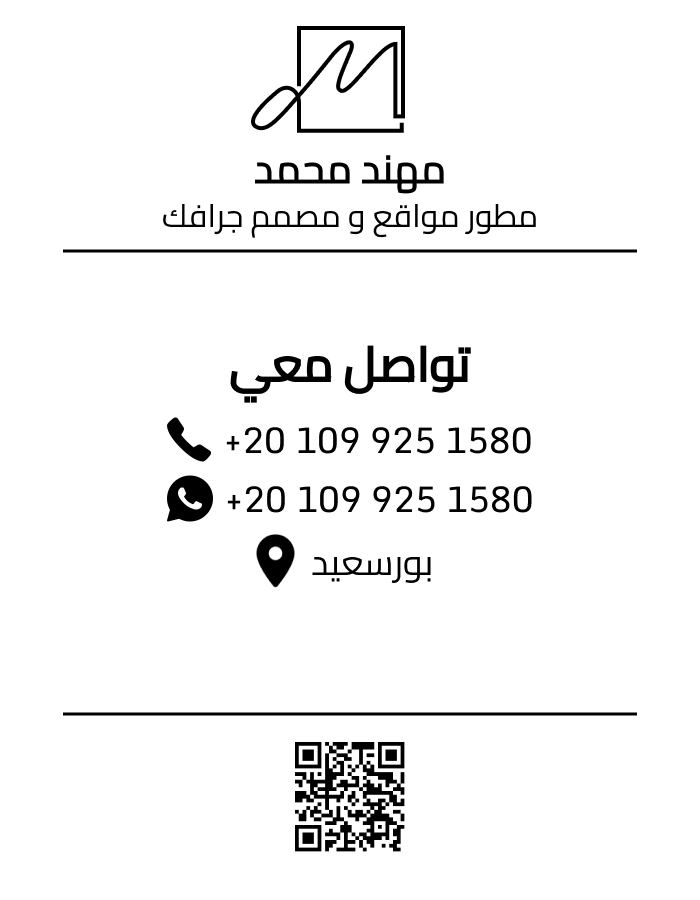 مهند محمد
مطور مواقع و مصمم جرافك
تواصل معي
+20 109 925 1580
+20 109 925 1580
بورسعيد